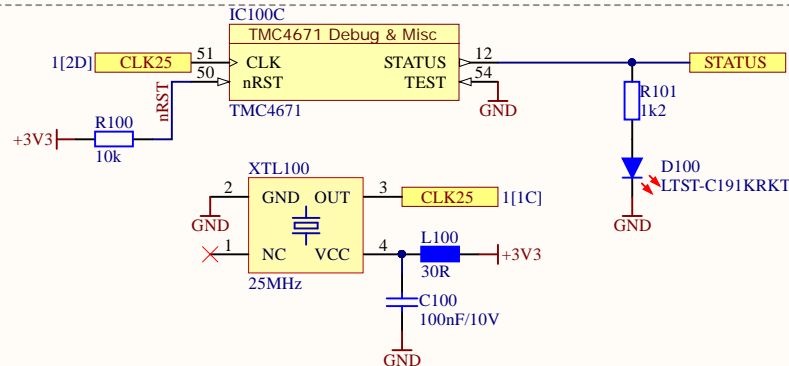 IC100C
TMC4671 Debug & Misc
1[2D] CLK25 51 CLK STATUS 12 STATUS
50 nRST TEST 54
nRST
GND
TMC4671
R101
1k2
R100
+3V3
10k
D100
LTST-C191KRKT
GND
XTL100
2 GND OUT 3 CLK25 1[1C]
GND
1 NC VCC 4 L100 +3V3
30R
25MHz
C100
100nF/10V
GND